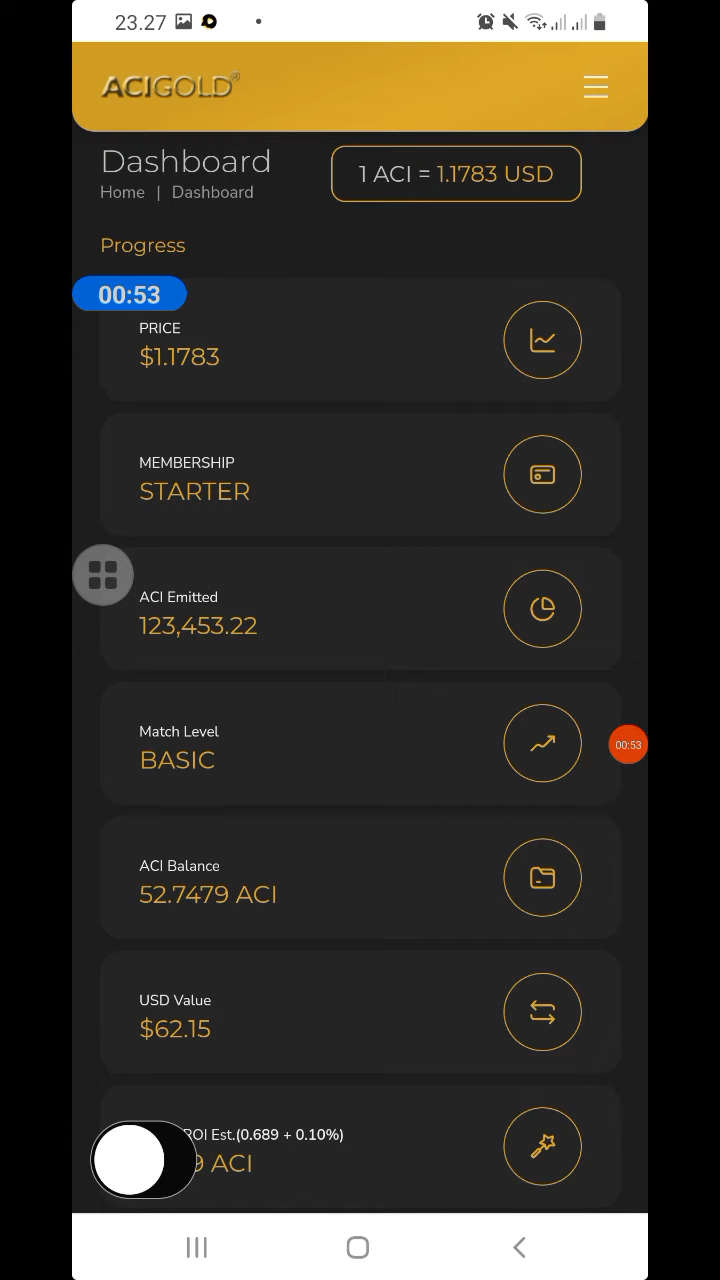 23.27
ACIGOLD®
Dashboard
Home | Dashboard
1 ACI = 1.1783 USD
Progress
00:53
PRICE
$1.1783
MEMBERSHIP
STARTER
ACI Emitted
123,453.22
Match Level
BASIC
00:53
ACI Balance
52.7479 ACI
USD Value
$62.15
ROI Est.(0.689 + 0.10%)
9 ACI